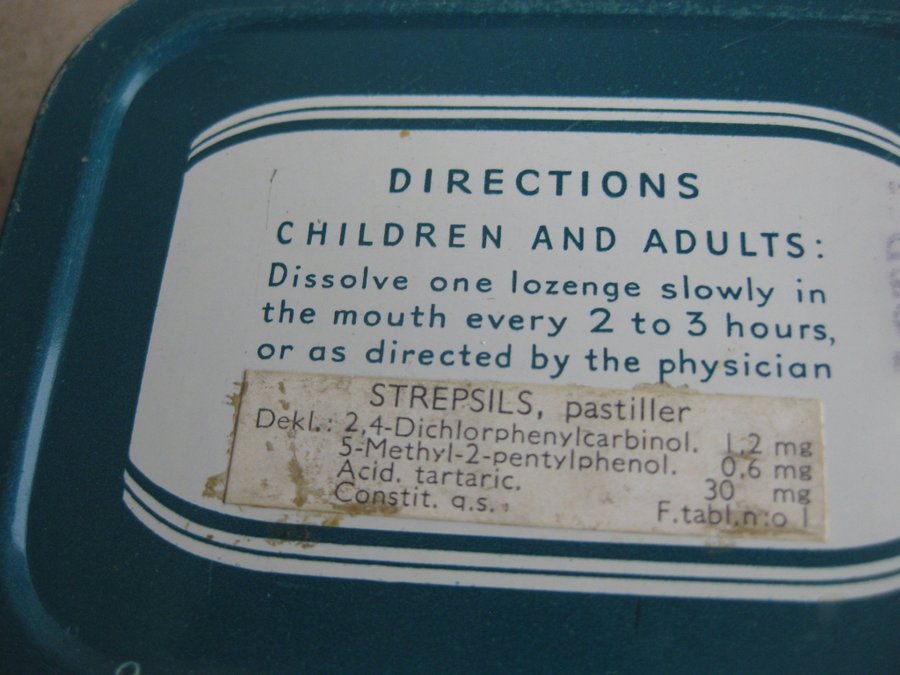 DIRECTIONS
CHILDREN AND ADULTS:
Dissolve one lozenge slowly in
the mouth every 2 to 3 hours,
or as directed by the physician
STREPSILS, pastiller
Dekl.: 2,4-Dichlorphenylcarbinol. 1.2 mg
5-Methyl-2-pentylphenol. 0.6 mg
Acid. tartaric. 30 mg
Constit. q.s. F.tabl.n:o 1